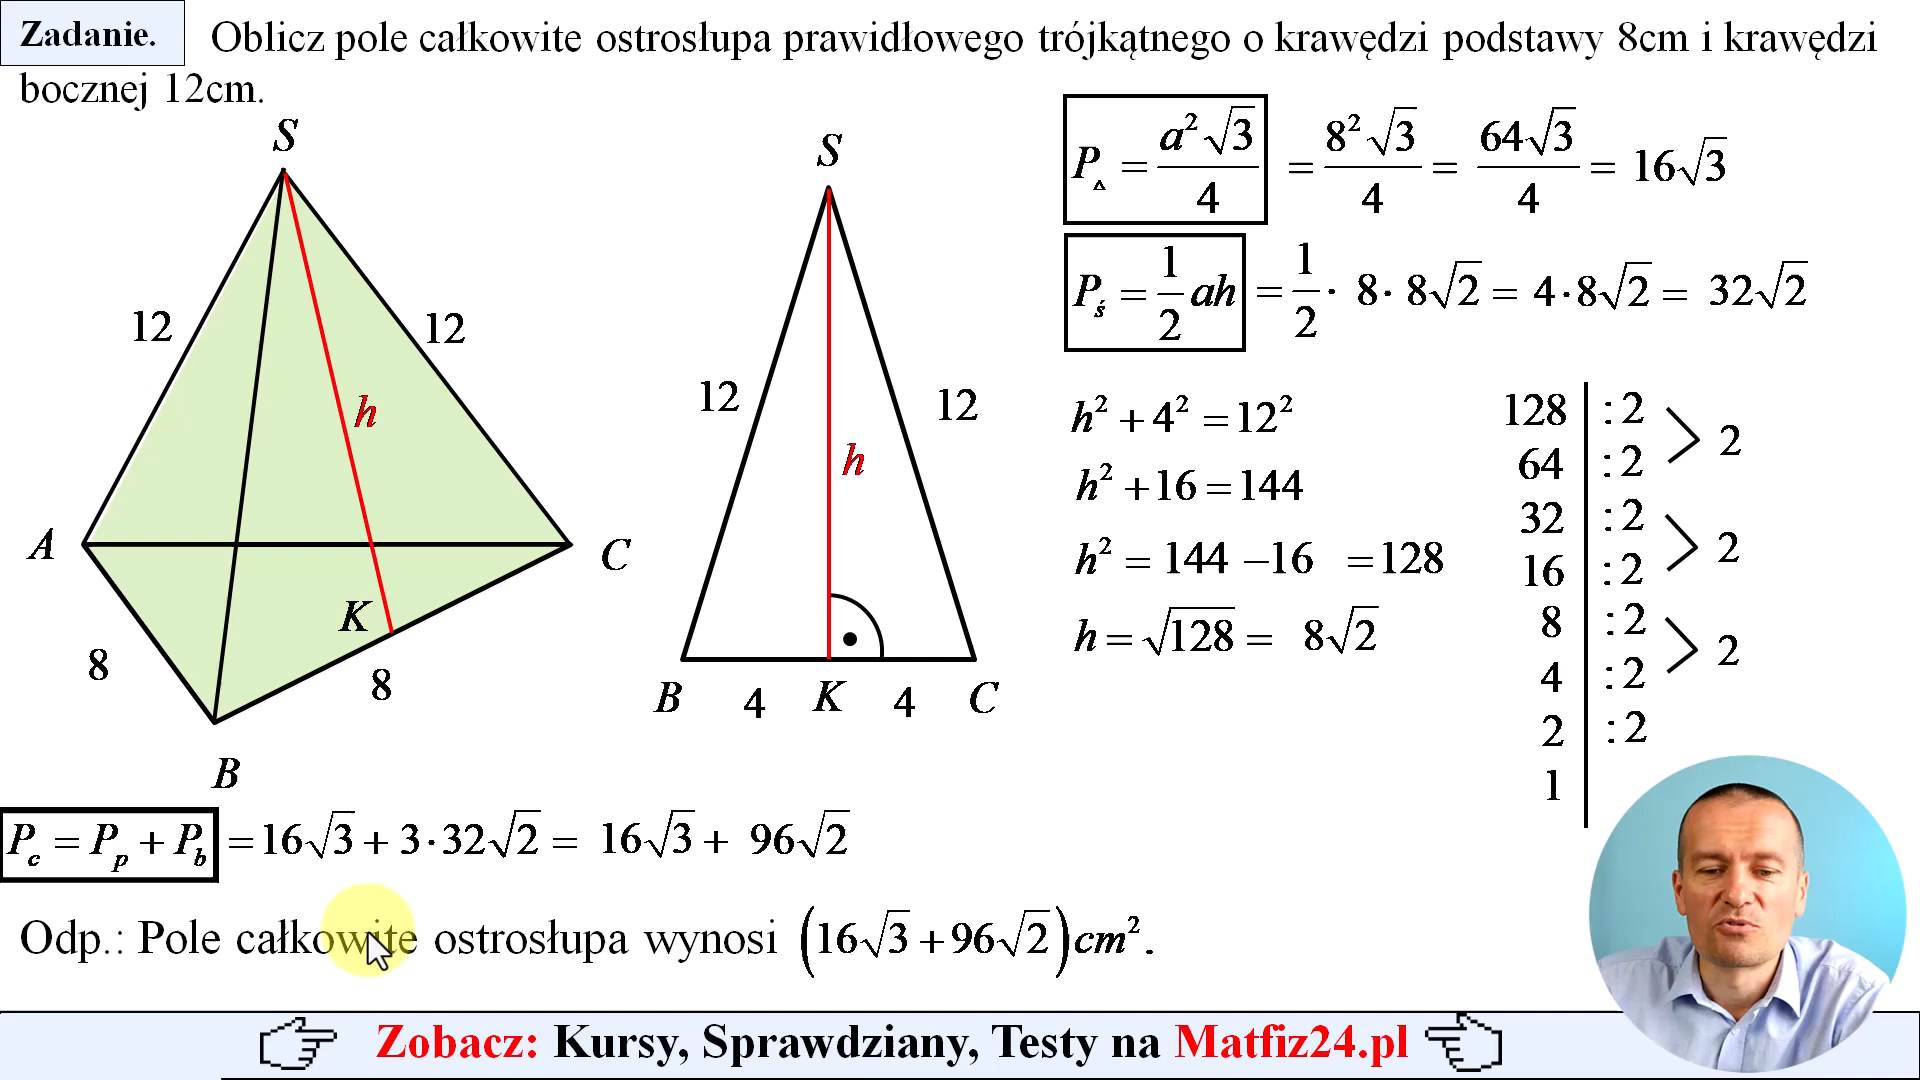 Zadanie. Oblicz pole całkowite ostrosłupa prawidłowego trójkątnego o krawędzi podstawy 8cm i krawędzi
bocznej 12cm.
S
12
12
h
A
C
K
8
8
B
S
12
12
h
B 4 K 4 C
P▵ = a²√3/4 = 8²√3/4 = 64√3/4 = 16√3
Pś = 1/2 ah = 1/2 · 8 · 8√2 = 4·8√2 = 32√2
h² + 4² = 12²
h² + 16 = 144
h² = 144 − 16 = 128
h = √128 = 8√2
128 :2
64 :2 2
32 :2
16 :2 2
8 :2
4 :2 2
2 :2
1
Pc = Pp + Pb = 16√3 + 3·32√2 = 16√3 + 96√2
Odp.: Pole całkowite ostrosłupa wynosi (16√3 + 96√2) cm².
Zobacz: Kursy, Sprawdziany, Testy na Matfiz24.pl